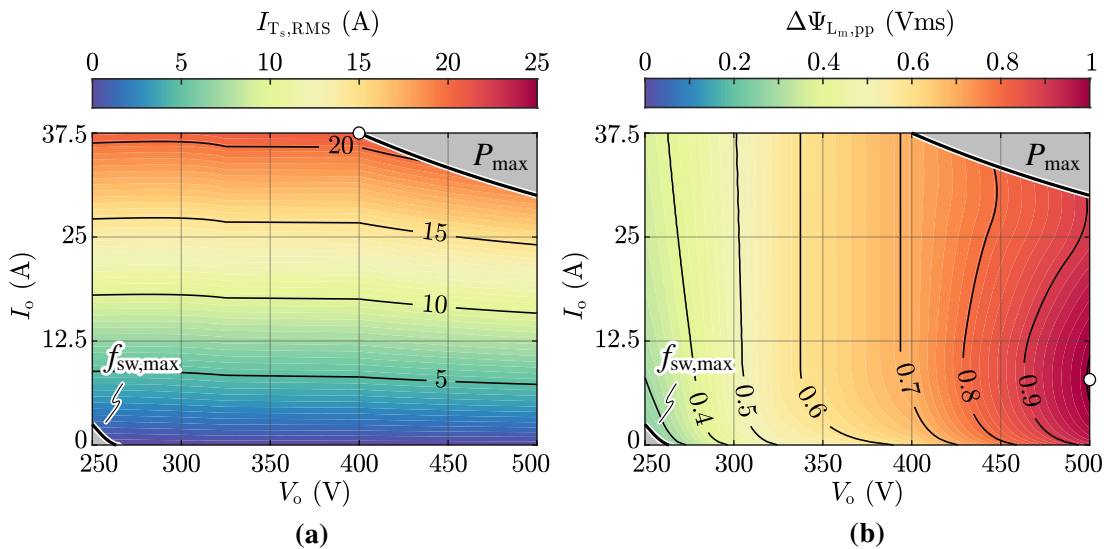 I_Ts,RMS (A)
0 5 10 15 20 25
37.5
25
12.5
0
I_o (A)
250 300 350 400 450 500
V_o (V)
20
15
10
5
P_max
f_sw,max
(a)
ΔΨ_Lm,pp (Vms)
0 0.2 0.4 0.6 0.8 1
37.5
25
12.5
0
I_o (A)
250 300 350 400 450 500
V_o (V)
0.4 0.5 0.6 0.7 0.8 0.9
P_max
f_sw,max
(b)